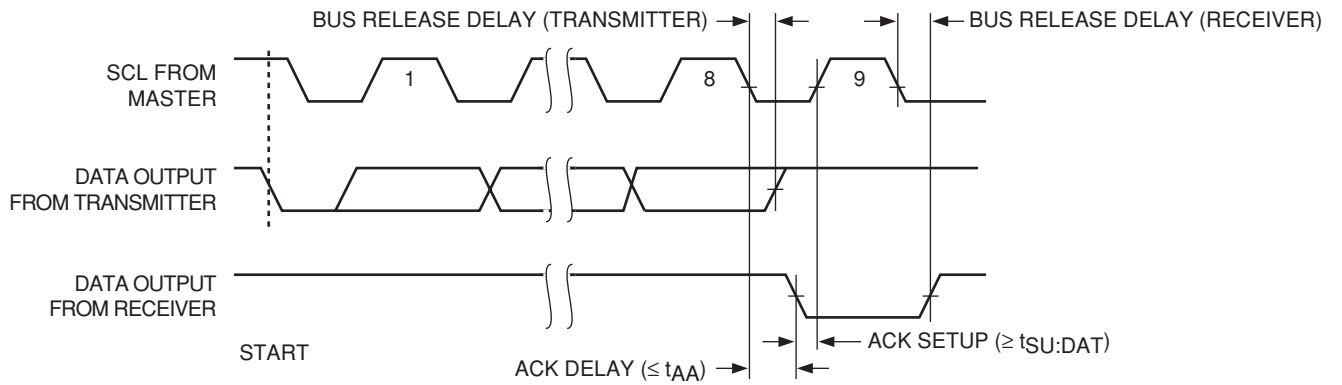 BUS RELEASE DELAY (TRANSMITTER)
BUS RELEASE DELAY (RECEIVER)
SCL FROM
MASTER
1
8
9
DATA OUTPUT
FROM TRANSMITTER
DATA OUTPUT
FROM RECEIVER
START
ACK SETUP (≥ tSU:DAT)
ACK DELAY (≤ tAA)